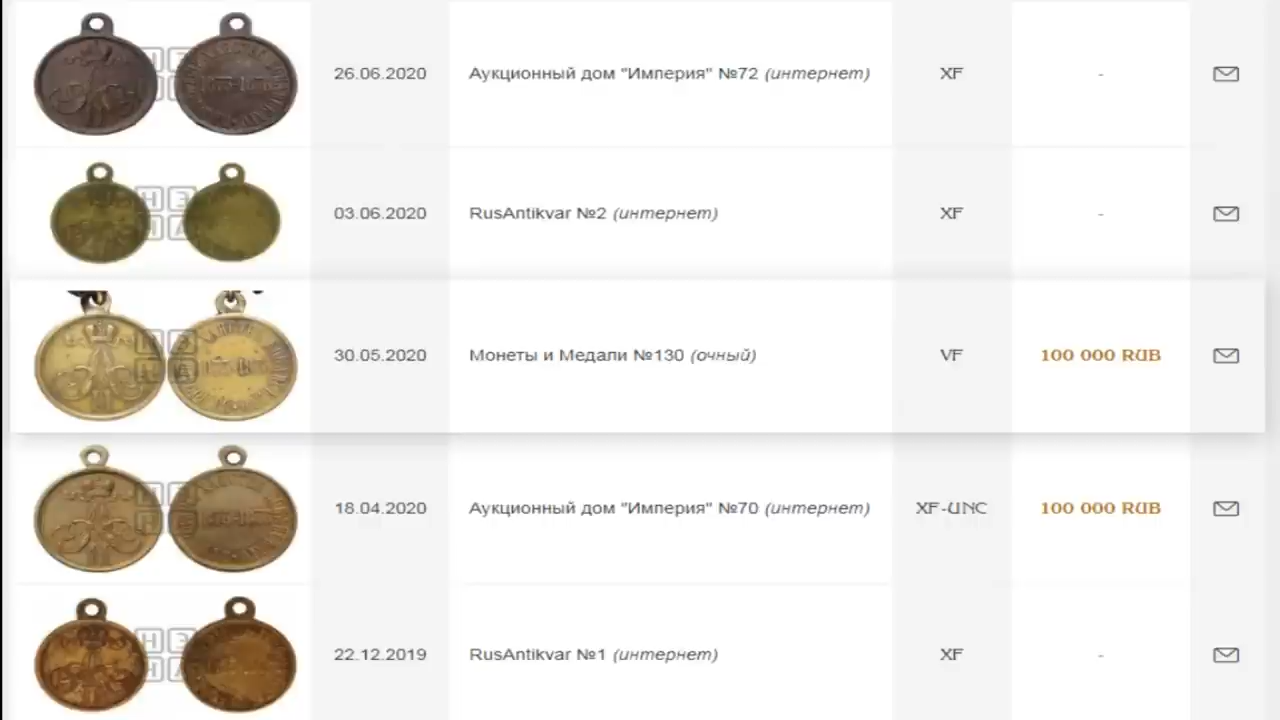 26.06.2020 Аукционный дом "Империя" №72 (интернет) XF -
03.06.2020 RusAntikvar №2 (интернет) XF -
30.05.2020 Монеты и Медали №130 (очный) VF 100 000 RUB
18.04.2020 Аукционный дом "Империя" №70 (интернет) XF-UNC 100 000 RUB
22.12.2019 RusAntikvar №1 (интернет) XF -